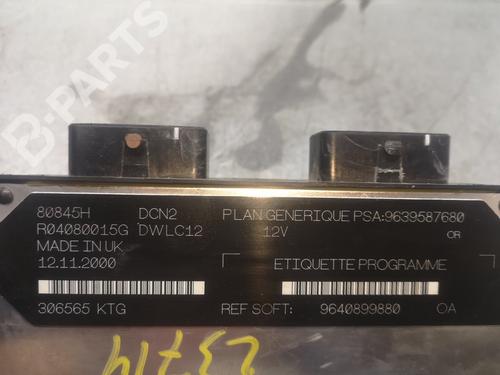 B-PARTS
80845H DCN2 PLAN GENERIQUE PSA:9639587680
R04080015G DWLC12 12V OR
MADE IN UK
12.11.2000 ETIQUETTE PROGRAMME
306565 KTG REF SOFT: 9640899880 OA
23714